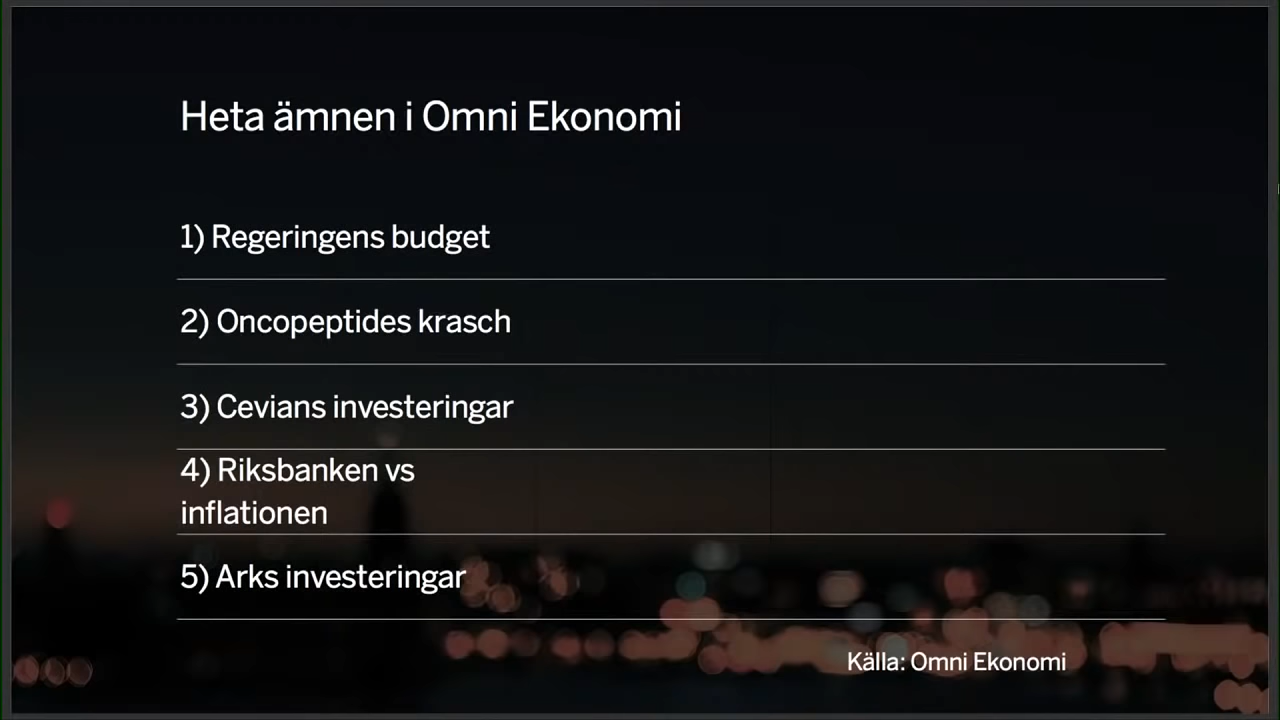 Heta ämnen i Omni Ekonomi
1) Regeringens budget
2) Oncopeptides krasch
3) Cevians investeringar
4) Riksbanken vs
inflationen
5) Arks investeringar
Källa: Omni Ekonomi